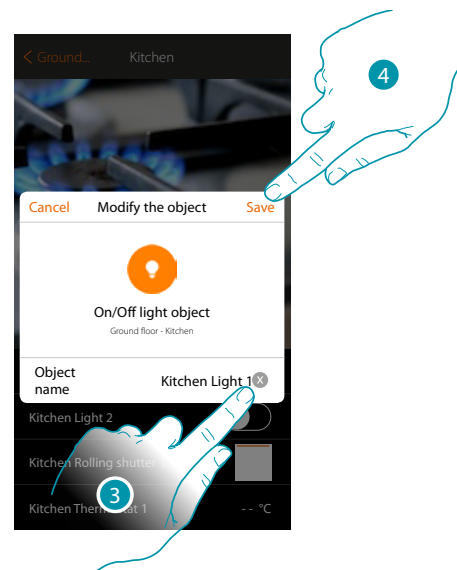 < Ground... Kitchen
4
Cancel Modify the object Save
On/Off light object
Ground floor - Kitchen
Object
name
Kitchen Light 1 X
Kitchen Light 2
Kitchen Rolling shutter
3
Kitchen Thermostat 1 - - °C